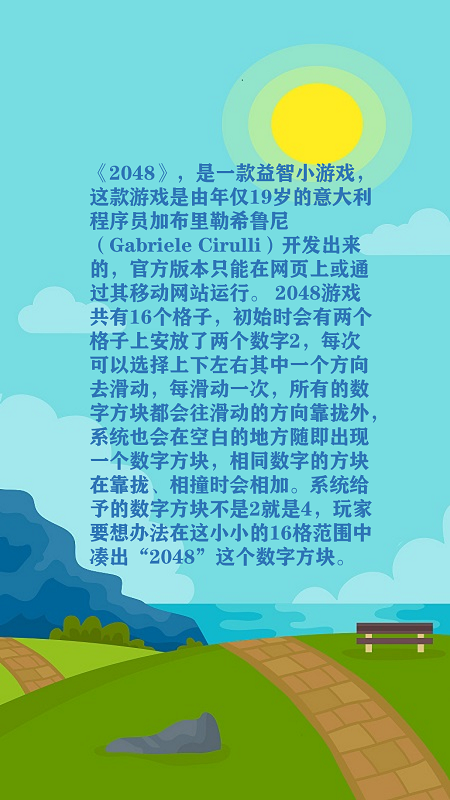 《2048》，是一款益智小游戏，
这款游戏是由年仅19岁的意大利
程序员加布里勒希鲁尼
（Gabriele Cirulli）开发出来
的，官方版本只能在网页上或通
过其移动网站运行。 2048游戏
共有16个格子，初始时会有两个
格子上安放了两个数字2，每次
可以选择上下左右其中一个方向
去滑动，每滑动一次，所有的数
字方块都会往滑动的方向靠拢外，
系统也会在空白的地方随即出现
一个数字方块，相同数字的方块
在靠拢、相撞时会相加。系统给
予的数字方块不是2就是4，玩家
要想办法在这小小的16格范围中
凑出“2048”这个数字方块。